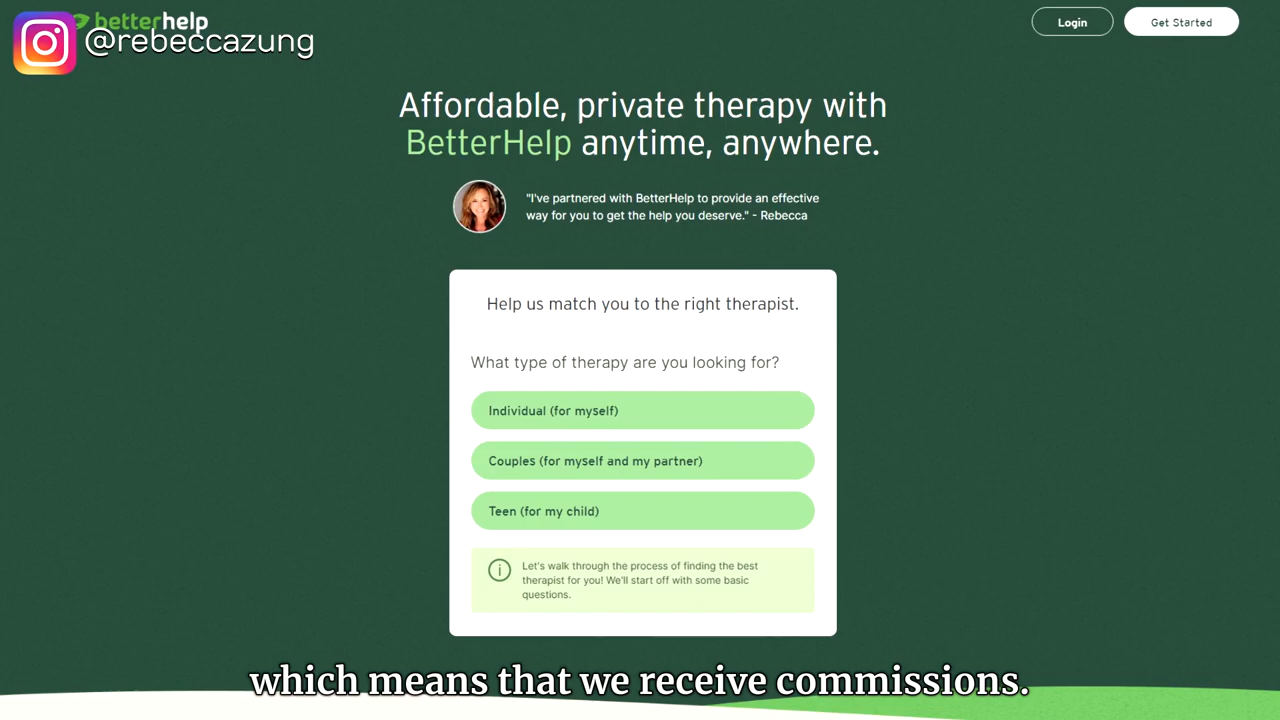 betterhelp
@rebeccazung
Login
Get Started
Affordable, private therapy with
BetterHelp anytime, anywhere.
"I've partnered with BetterHelp to provide an effective
way for you to get the help you deserve." - Rebecca
Help us match you to the right therapist.
What type of therapy are you looking for?
Individual (for myself)
Couples (for myself and my partner)
Teen (for my child)
Let's walk through the process of finding the best
therapist for you! We'll start off with some basic
questions.
which means that we receive commissions.